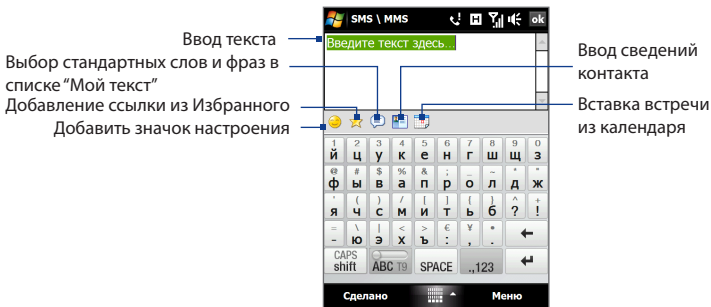 SMS \ MMS
ok
Ввод текста
Введите текст здесь...
Выбор стандартных слов и фраз в
списке "Мой текст"
Добавление ссылки из Избранного
Добавить значок настроения
Ввод сведений
контакта
Вставка встречи
из календаря
1 2 3 4 5 6 7 8 9 0
й ц у к е н г ш щ з
@ # $ % & ; _ ~ " "
ф ы в а п р о л д ж
' ( ) / [ ] { } ^ +
я ч с м и т ь б ? !
= \ | < > € ¥ •
- ю э х ъ : , .
CAPS
shift ABC T9 SPACE .,123
Сделано Меню